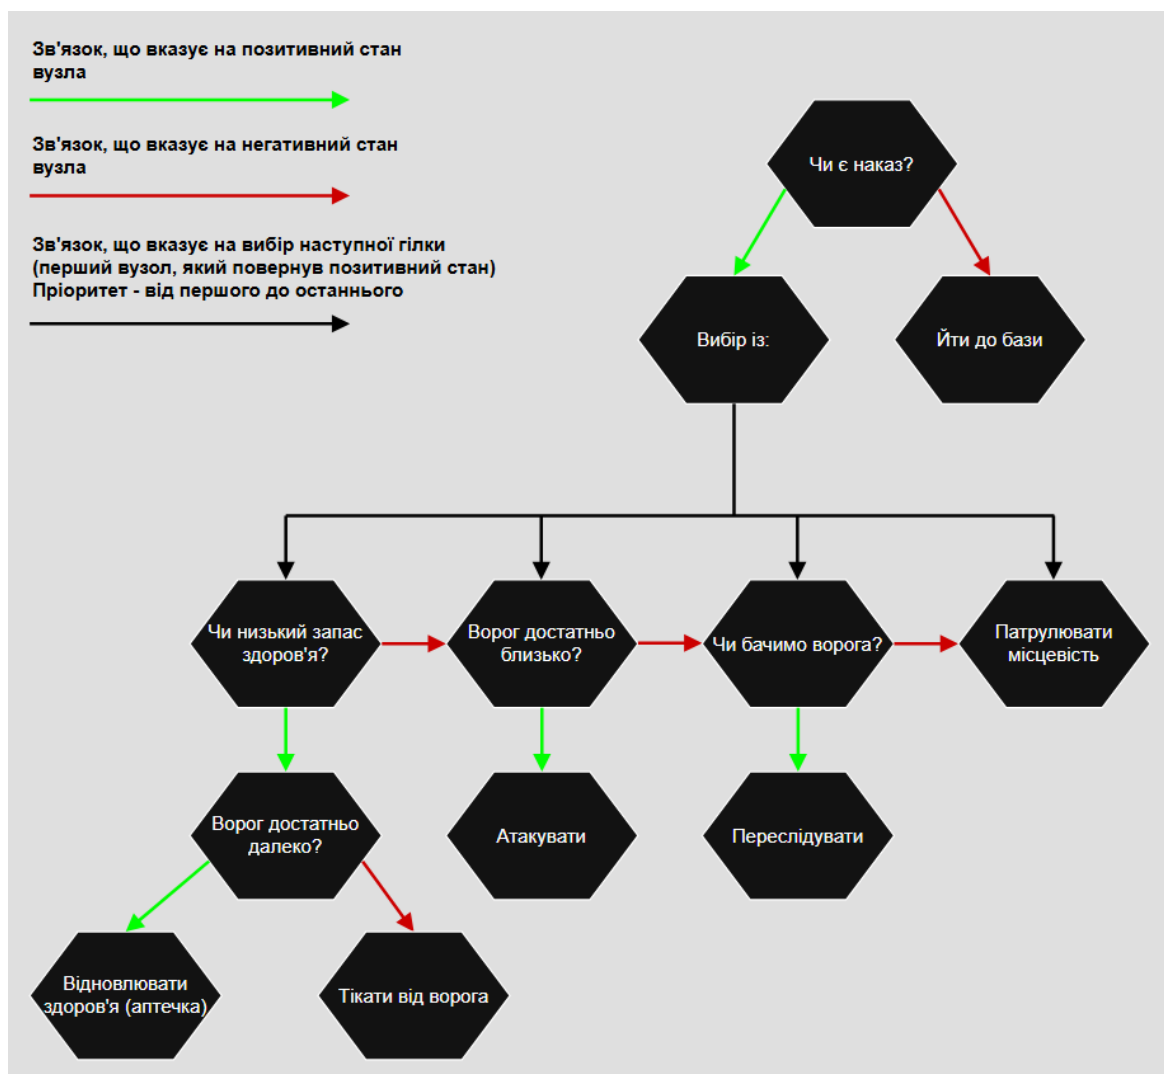 Зв'язок, що вказує на позитивний стан
вузла
Зв'язок, що вказує на негативний стан
вузла
Зв'язок, що вказує на вибір наступної гілки
(перший вузол, який повернув позитивний стан)
Пріоритет - від першого до останнього
Чи є наказ?
Вибір із:
Йти до бази
Чи низький запас
здоров'я?
Ворог достатньо
близько?
Чи бачимо ворога?
Патрулювати
місцевість
Ворог достатньо
далеко?
Атакувати
Переслідувати
Відновлювати
здоров'я (аптечка)
Тікати від ворога